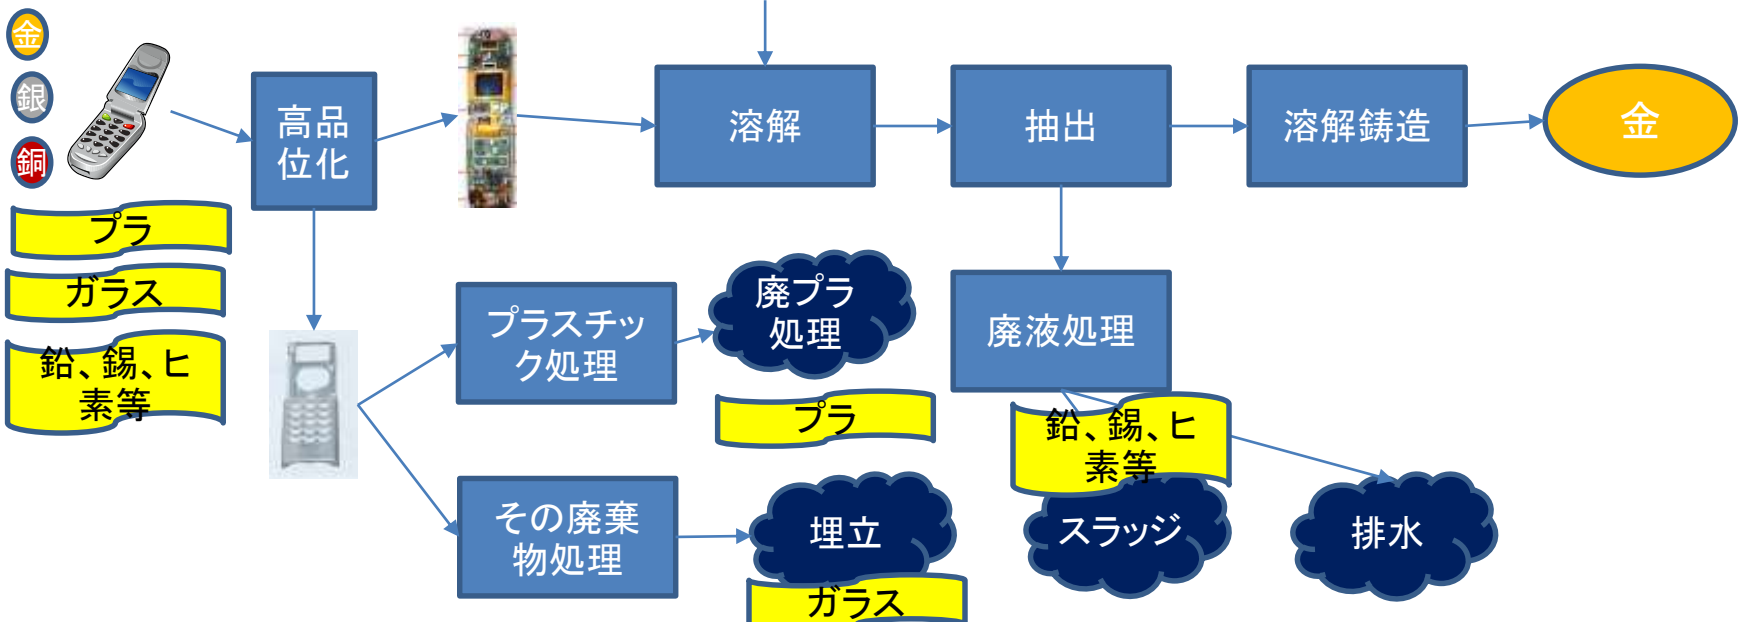 金
銀
銅
プラ
ガラス
鉛、錫、ヒ
素等
高品
位化
溶解
抽出
溶解鋳造
金
プラスチッ
ク処理
廃プラ
処理
プラ
廃液処理
鉛、錫、ヒ
素等
その廃棄
物処理
埋立
ガラス
スラッジ
排水